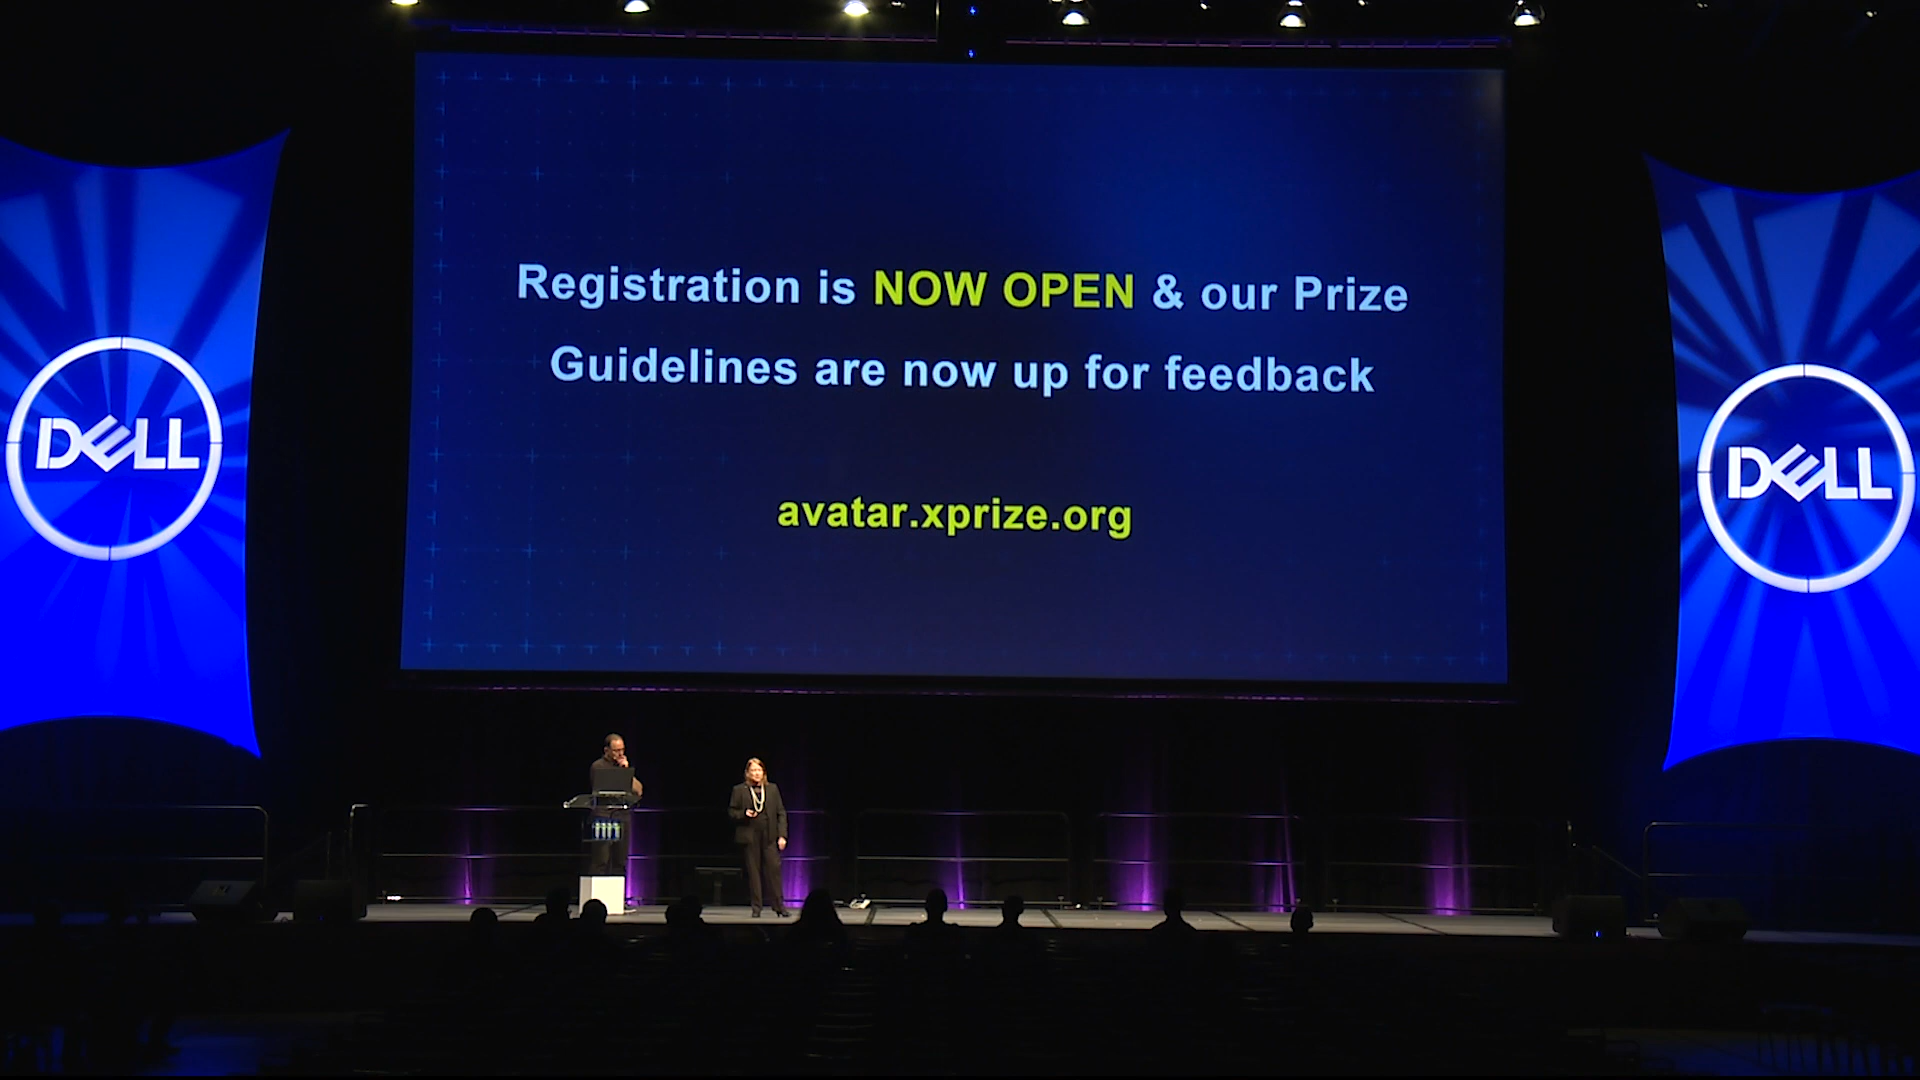 Registration is NOW OPEN & our Prize
Guidelines are now up for feedback
avatar.xprize.org
DELL
DELL